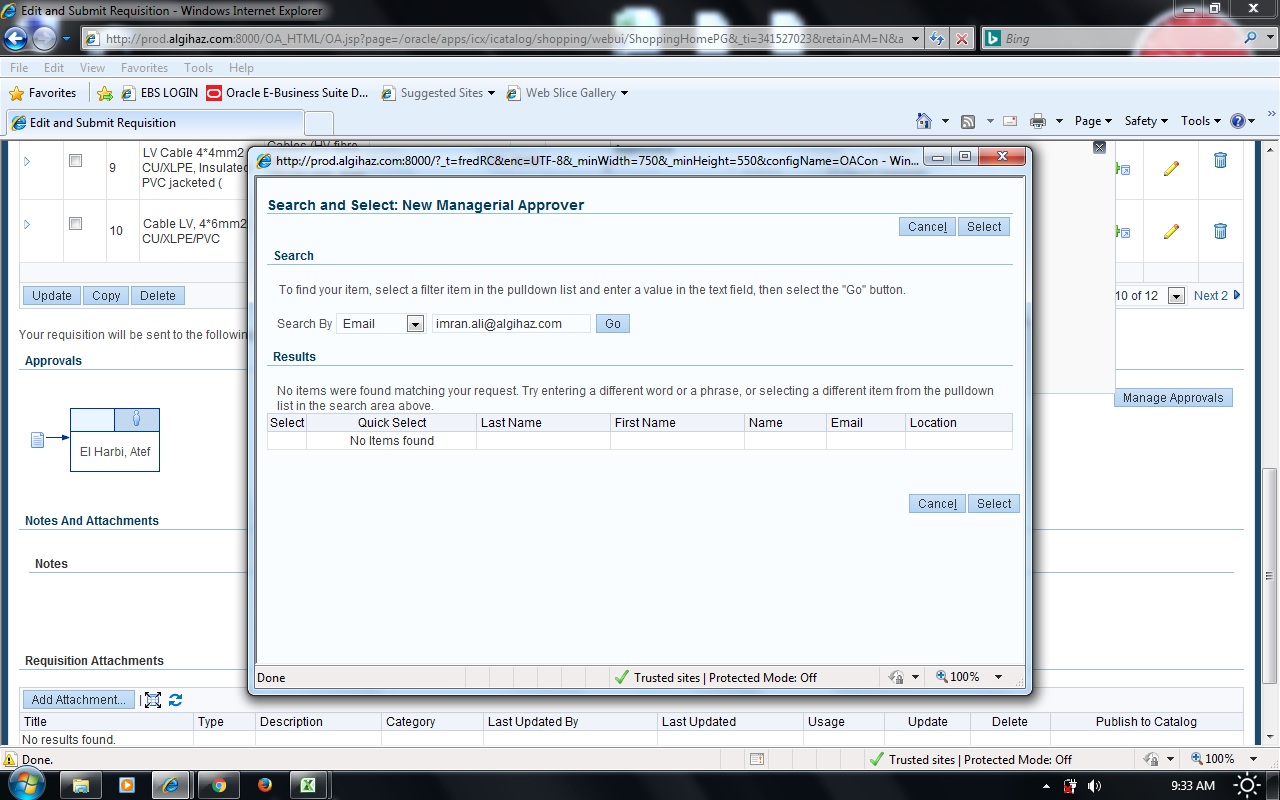 Edit and Submit Requisition - Windows Internet Explorer
http://prod.algihaz.com:8000/OA_HTML/OA.jsp?page=/oracle/apps/icx/icatalog/shopping/webui/ShoppingHomePG&_ti=341527023&retainAM=N&a
Bing
File Edit View Favorites Tools Help
Favorites EBS LOGIN Oracle E-Business Suite D... Suggested Sites Web Slice Gallery
Edit and Submit Requisition
Page Safety Tools
9 LV Cable 4*4mm2
CU/XLPE, Insulated
PVC jacketed (
Cables (HV fibre
10 Cable LV, 4*6mm2
CU/XLPE/PVC
Update Copy Delete
10 of 12 Next 2
Your requisition will be sent to the followin
Approvals
Manage Approvals
El Harbi, Atef
Notes And Attachments
Notes
Requisition Attachments
Add Attachment...
Title Type Description Category Last Updated By Last Updated Usage Update Delete Publish to Catalog
No results found.
http://prod.algihaz.com:8000/?_t=fredRC&enc=UTF-8&_minWidth=750&_minHeight=550&configName=OACon - Win...
Search and Select: New Managerial Approver
Cancel Select
Search
To find your item, select a filter item in the pulldown list and enter a value in the text field, then select the "Go" button.
Search By Email imran.ali@algihaz.com Go
Results
No items were found matching your request. Try entering a different word or a phrase, or selecting a different item from the pulldown
list in the search area above.
Select Quick Select Last Name First Name Name Email Location
No Items found
Cancel Select
Done Trusted sites | Protected Mode: Off 100%
Done. Trusted sites | Protected Mode: Off 100%
9:33 AM